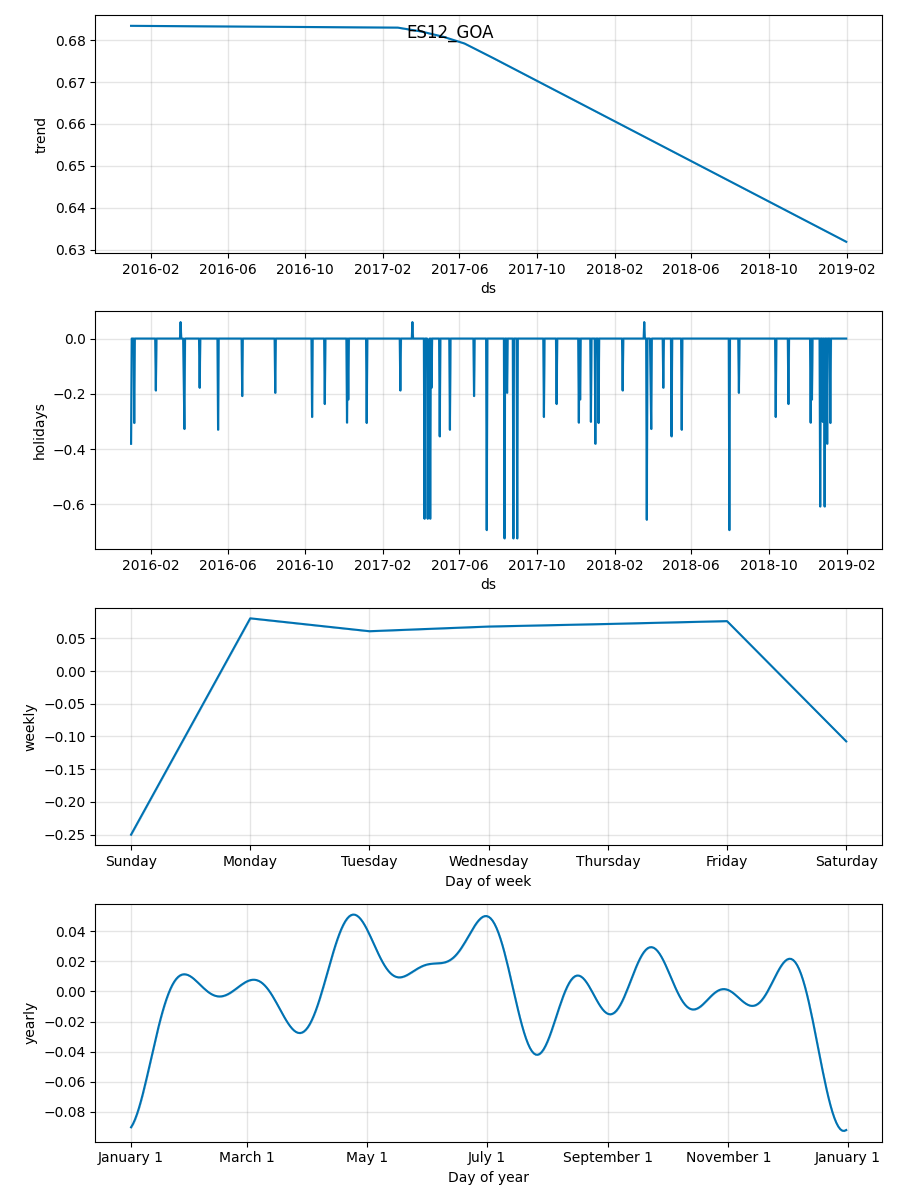 ES12_GOA
trend
0.68
0.67
0.66
0.65
0.64
0.63
2016-02 2016-06 2016-10 2017-02 2017-06 2017-10 2018-02 2018-06 2018-10 2019-02
ds
holidays
0.0
−0.2
−0.4
−0.6
2016-02 2016-06 2016-10 2017-02 2017-06 2017-10 2018-02 2018-06 2018-10 2019-02
ds
weekly
0.05
0.00
−0.05
−0.10
−0.15
−0.20
−0.25
Sunday Monday Tuesday Wednesday Thursday Friday Saturday
Day of week
yearly
0.04
0.02
0.00
−0.02
−0.04
−0.06
−0.08
January 1 March 1 May 1 July 1 September 1 November 1 January 1
Day of year